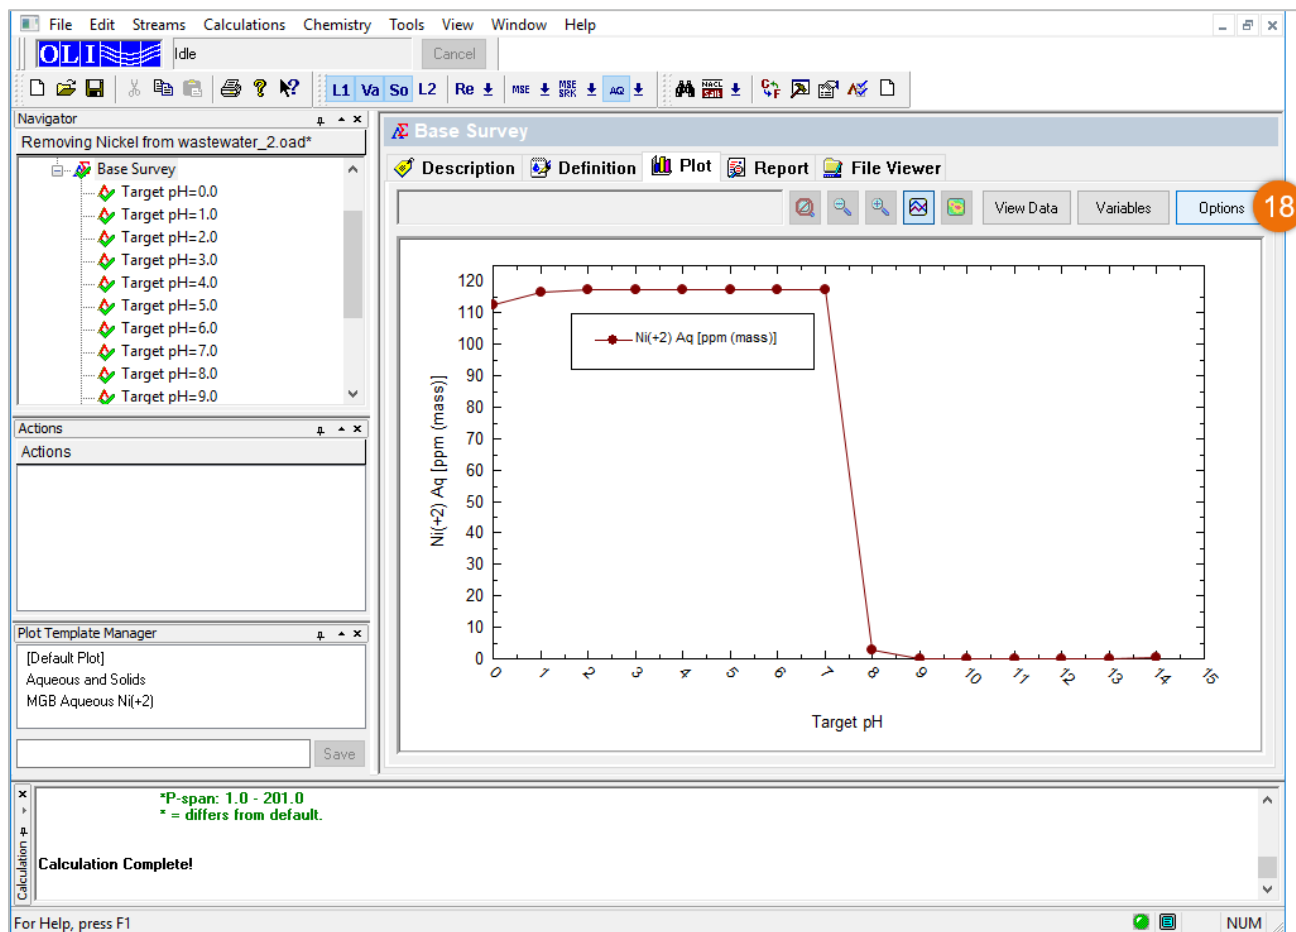 File Edit Streams Calculations Chemistry Tools View Window Help
OLI Idle Cancel
L1 Va So L2 Re MSE MSE SRK AQ NACL Salt C F
Navigator
Removing Nickel from wastewater_2.oad*
Base Survey
Target pH=0.0
Target pH=1.0
Target pH=2.0
Target pH=3.0
Target pH=4.0
Target pH=5.0
Target pH=6.0
Target pH=7.0
Target pH=8.0
Target pH=9.0
Actions
Actions
Plot Template Manager
[Default Plot]
Aqueous and Solids
MGB Aqueous Ni(+2)
Save
Base Survey
Description Definition Plot Report File Viewer
View Data Variables Options 18
120
110
100
90
80
70
60
50
40
30
20
10
0
Ni(+2) Aq [ppm (mass)]
Ni(+2) Aq [ppm (mass)]
0 1 2 3 4 5 6 7 8 9 10 11 12 13 14 15
Target pH
Calculation
*P-span: 1.0 - 201.0
* = differs from default.
Calculation Complete!
For Help, press F1
NUM